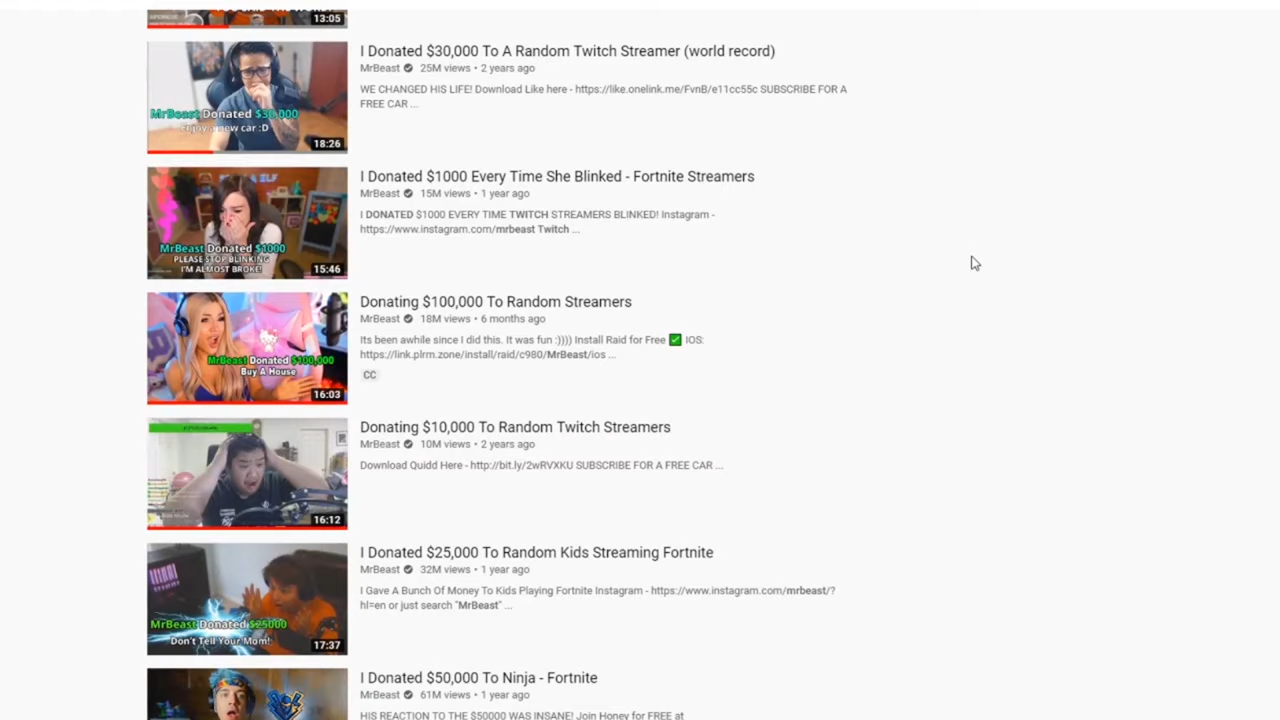 13:05
I Donated $30,000 To A Random Twitch Streamer (world record)
MrBeast 25M views • 2 years ago
WE CHANGED HIS LIFE! Download Like here - https://like.onelink.me/FvnB/e11cc55c SUBSCRIBE FOR A
FREE CAR ...
MrBeast Donated $30,000
Enjoy a new car :D
18:26
I Donated $1000 Every Time She Blinked - Fortnite Streamers
MrBeast 15M views • 1 year ago
I DONATED $1000 EVERY TIME TWITCH STREAMERS BLINKED! Instagram -
https://www.instagram.com/mrbeast Twitch ...
MrBeast Donated $1000
PLEASE STOP BLINKING
I'M ALMOST BROKE!
15:46
Donating $100,000 To Random Streamers
MrBeast 18M views • 6 months ago
Its been awhile since I did this. It was fun :)))) Install Raid for Free ✅ IOS:
https://link.plrm.zone/install/raid/c980/MrBeast/ios ...
CC
MrBeast Donated $100,000
Buy A House
16:03
Donating $10,000 To Random Twitch Streamers
MrBeast 10M views • 2 years ago
Download Quidd Here - http://bit.ly/2wRVXKU SUBSCRIBE FOR A FREE CAR ...
16:12
I Donated $25,000 To Random Kids Streaming Fortnite
MrBeast 32M views • 1 year ago
I Gave A Bunch Of Money To Kids Playing Fortnite Instagram - https://www.instagram.com/mrbeast/?
hl=en or just search "MrBeast" ...
MrBeast Donated $25000
Don't Tell Your Mom!
17:37
I Donated $50,000 To Ninja - Fortnite
MrBeast 61M views • 1 year ago
HIS REACTION TO THE $50000 WAS INSANE! Join Honey for FREE at